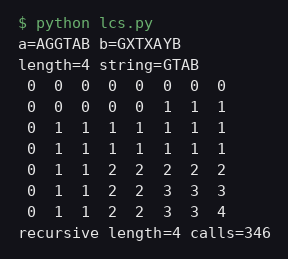 $ python lcs.py
a=AGGTAB b=GXTXAYB
length=4 string=GTAB
 0  0  0  0  0  0  0  0
 0  0  0  0  0  1  1  1
 0  1  1  1  1  1  1  1
 0  1  1  1  1  1  1  1
 0  1  1  2  2  2  2  2
 0  1  1  2  2  3  3  3
 0  1  1  2  2  3  3  4
recursive length=4 calls=346